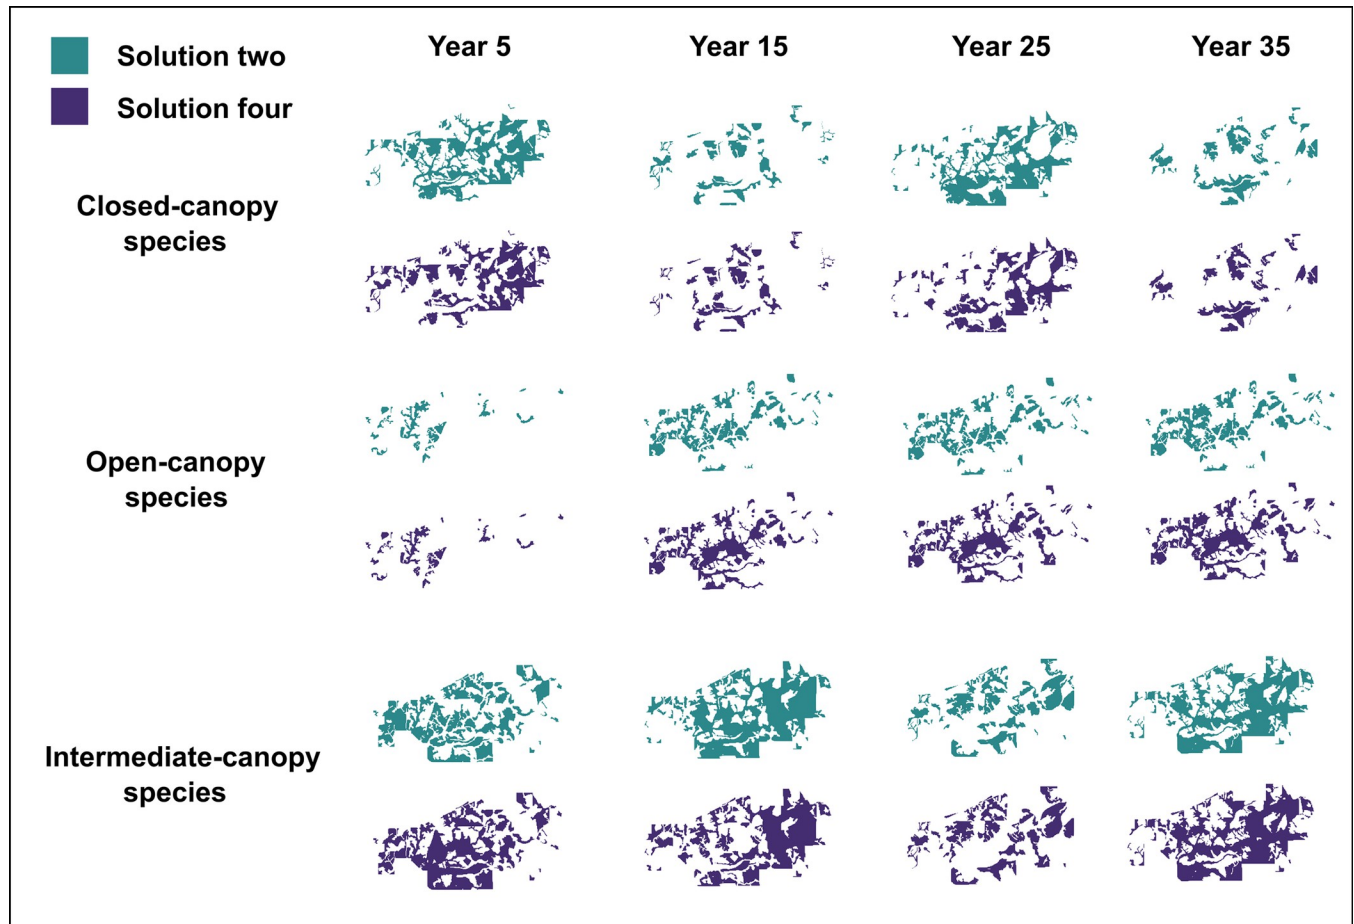 Solution two
Solution four
Year 5
Year 15
Year 25
Year 35
Closed-canopy
species
Open-canopy
species
Intermediate-canopy
species